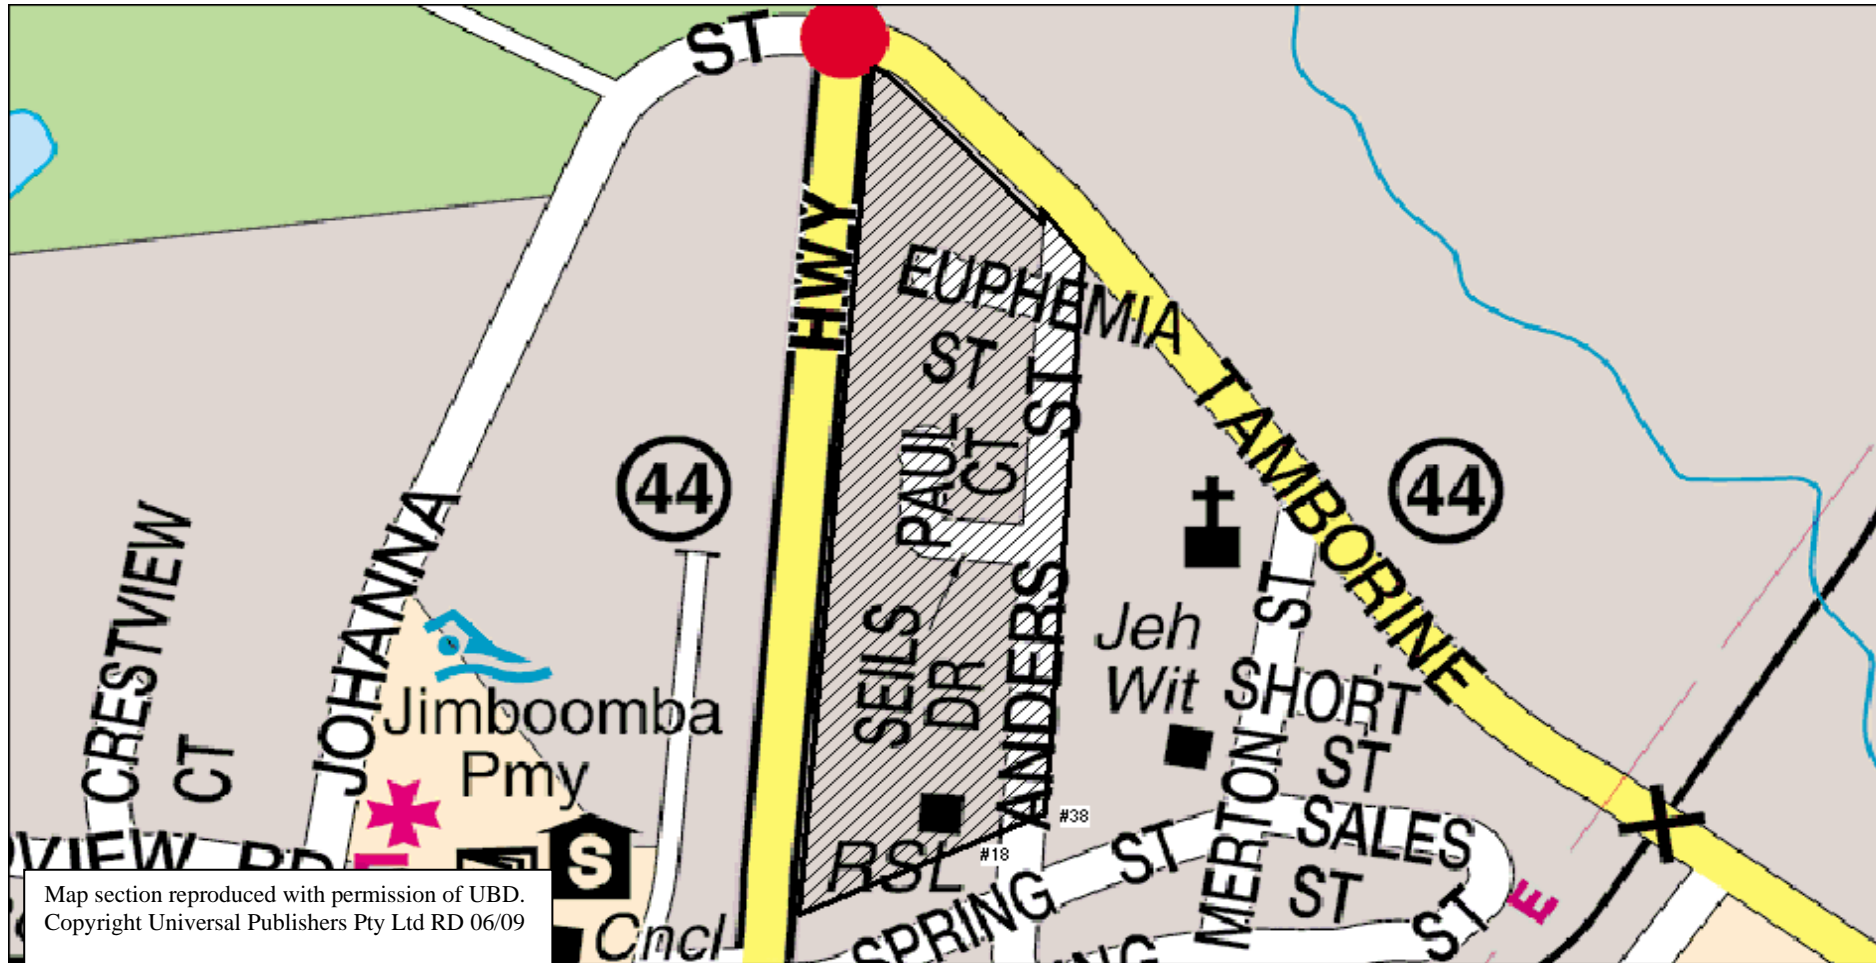 ST
HWY
EUPHEMIA
ST
PAUL
CT
ST
TAMBORINE
44
44
CRESTVIEW
CT
JOHANNA
SEILS
DR
ANDERS
Jeh
Wit
ST
SHORT
ST
MERTON
Jimboomba
Pmy
S
#38
#18
RSL
SPRING
ST
SALES
ST
ST
E
VIEW RD
Cncl
Map section reproduced with permission of UBD.
Copyright Universal Publishers Pty Ltd RD 06/09